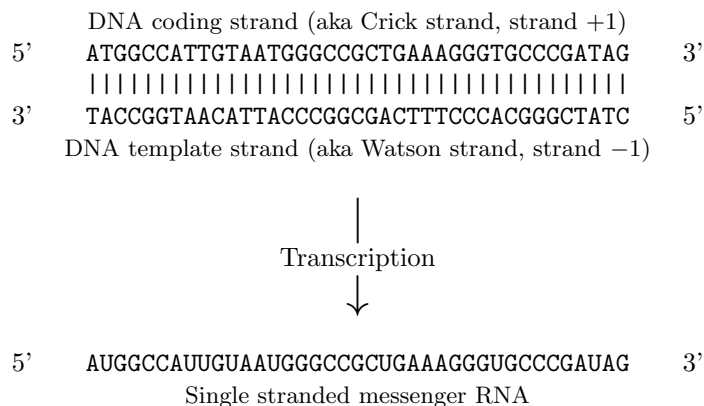 DNA coding strand (aka Crick strand, strand +1)
5’ ATGGCCATTGTAATGGGCCGCTGAAAGGGTGCCCGATAG 3’
|||||||||||||||||||||||||||||||||||||||
3’ TACCGGTAACATTACCCGGCGACTTTCCCACGGGCTATC 5’
DNA template strand (aka Watson strand, strand −1)
Transcription
5’ AUGGCCAUUGUAAUGGGCCGCUGAAAGGGUGCCCGAUAG 3’
Single stranded messenger RNA